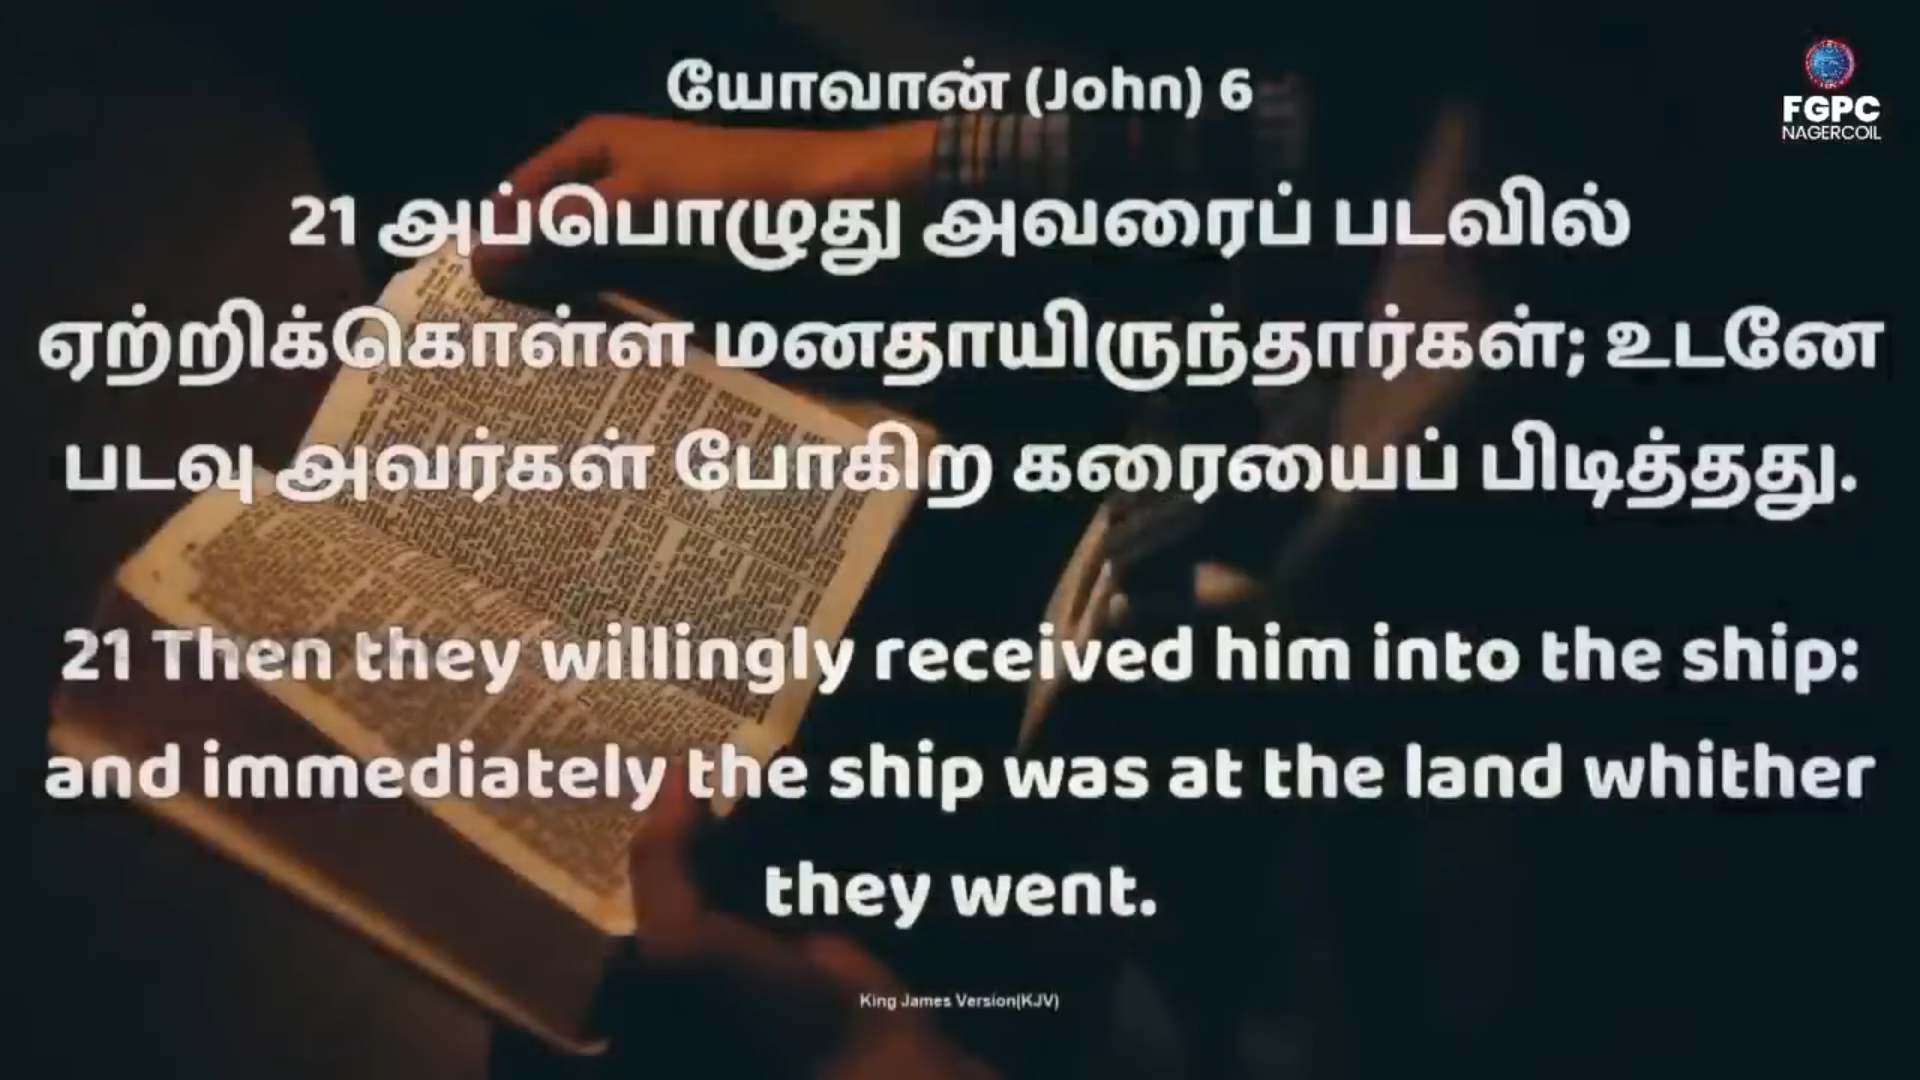 யோவான் (John) 6
FGPC
NAGERCOIL
21 அப்பொழுது அவரைப் படவில்
ஏற்றிக்கொள்ள மனதாயிருந்தார்கள்; உடனே
படவு அவர்கள் போகிற கரையைப் பிடித்தது.
21 Then they willingly received him into the ship:
and immediately the ship was at the land whither
they went.
King James Version(KJV)